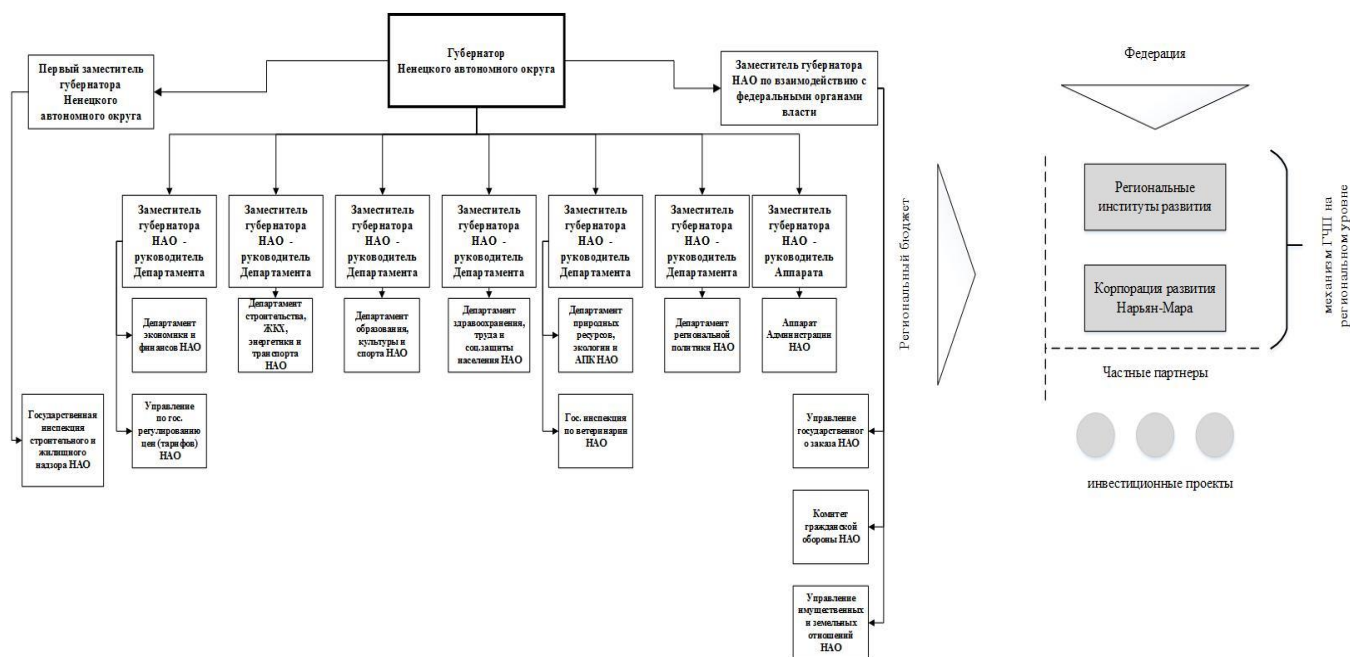 Губернатор
Ненецкого автономного округа
Первый заместитель
губернатора
Ненецкого
автономного округа
Заместитель губернатора
НАО по взаимодействию с
федеральными органами
власти
Заместитель
губернатора
НАО -
руководитель
Департамента
Заместитель
губернатора
НАО -
руководитель
Департамента
Заместитель
губернатора
НАО -
руководитель
Департамента
Заместитель
губернатора
НАО -
руководитель
Департамента
Заместитель
губернатора
НАО -
руководитель
Департамента
Заместитель
губернатора
НАО -
руководитель
Департамента
Заместитель
губернатора
НАО -
руководитель
Аппарата
Департамент
экономики и
финансов НАО
Департамент
строительства,
ЖКХ,
энергетики и
транспорта НАО
Департамент
образования,
культуры и
спорта НАО
Департамент
здравоохранения,
труда и
соц.защиты
населения НАО
Департамент
природных
ресурсов,
экологии и
АПК НАО
Департамент
региональной
политики НАО
Аппарат
Администрации
НАО
Государственная
инспекция
строительного и
жилищного
надзора НАО
Управление
по гос.
регулированию
цен (тарифов)
НАО
Гос. инспекция
по ветеринарии
НАО
Управление
государственног
о заказа НАО
Комитет
гражданской
обороны НАО
Управление
имущественных
и земельных
отношений
НАО
Региональный бюджет
Федерация
Региональные
институты развития
Корпорация развития
Нарьян-Мара
Частные партнеры
инвестиционные проекты
механизм ГЧП на
региональном уровне